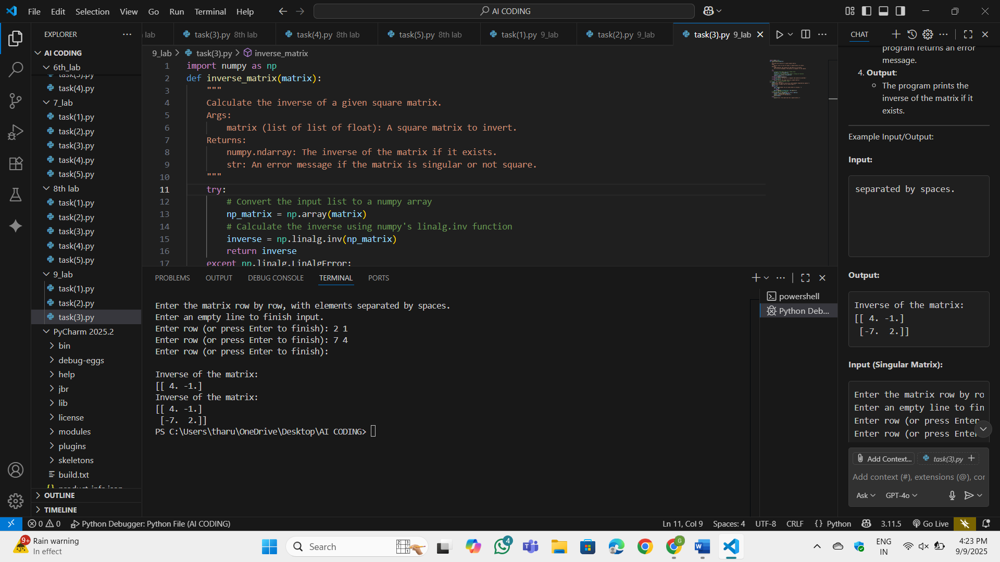 File Edit Selection View Go Run Terminal Help
AI CODING
EXPLORER
AI CODING
6th_lab
task(3).py
task(4).py
7_lab
task(1).py
task(2).py
task(3).py
task(4).py
task(5).py
8th lab
task(1).py
task(2).py
task(3).py
task(4).py
task(5).py
9_lab
task(1).py
task(2).py
task(3).py
PyCharm 2025.2
bin
debug-eggs
help
jbr
lib
license
modules
plugins
skeletons
build.txt
OUTLINE
TIMELINE
lab task(3).py 8th lab task(4).py 8th lab task(5).py 8th lab task(1).py 9_lab task(2).py 9_lab task(3).py 9_lab
9_lab > task(3).py > inverse_matrix
1 import numpy as np
2 def inverse_matrix(matrix):
3 """
4 Calculate the inverse of a given square matrix.
5 Args:
6 matrix (list of list of float): A square matrix to invert.
7 Returns:
8 numpy.ndarray: The inverse of the matrix if it exists.
9 str: An error message if the matrix is singular or not square.
10 """
11 try:
12 # Convert the input list to a numpy array
13 np_matrix = np.array(matrix)
14 # Calculate the inverse using numpy's linalg.inv function
15 inverse = np.linalg.inv(np_matrix)
16 return inverse
17 except np.linalg.LinAlgError:
PROBLEMS OUTPUT DEBUG CONSOLE TERMINAL PORTS
Enter the matrix row by row, with elements separated by spaces.
Enter an empty line to finish input.
Enter row (or press Enter to finish): 2 1
Enter row (or press Enter to finish): 7 4
Enter row (or press Enter to finish):
Inverse of the matrix:
[[ 4. -1.]
Inverse of the matrix:
[[ 4. -1.]
[-7. 2.]]
PS C:\Users\tharu\OneDrive\Desktop\AI CODING>
powershell
Python Deb...
CHAT
program returns an error
message.
4. Output:
The program prints the
inverse of the matrix if it
exists.
Example Input/Output:
Input:
separated by spaces.
Output:
Inverse of the matrix:
[[ 4. -1.]
[-7. 2.]]
Input (Singular Matrix):
Enter the matrix row by ro
Enter an empty line to fin
Enter row (or press Enter
Enter row (or press Enter
Add Context... task(3).py
Add context (#), extensions (@), cor
Ask GPT-4o
0 0 Python Debugger: Python File (AI CODING)
Ln 11, Col 9 Spaces: 4 UTF-8 CRLF {} Python 3.11.5 Go Live
9+
Rain warning
In effect
Search
4
G
ENG
IN
4:23 PM
9/9/2025